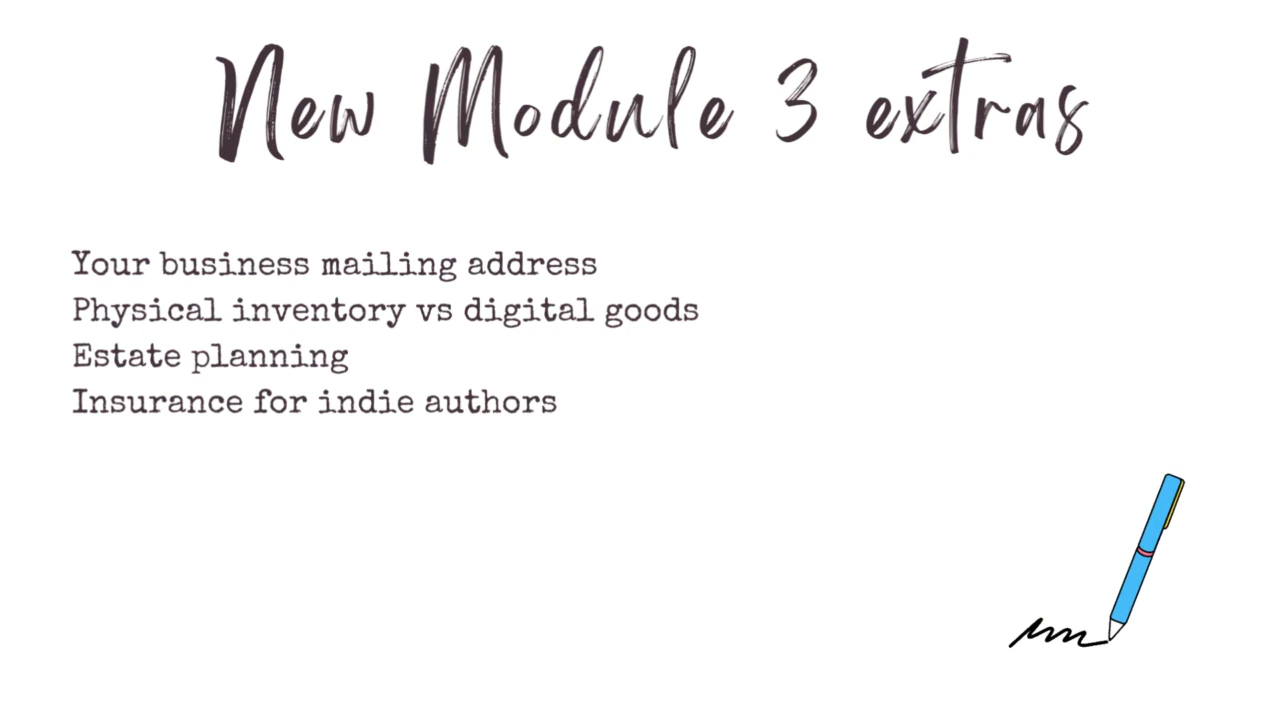 New Module 3 extras
Your business mailing address
Physical inventory vs digital goods
Estate planning
Insurance for indie authors